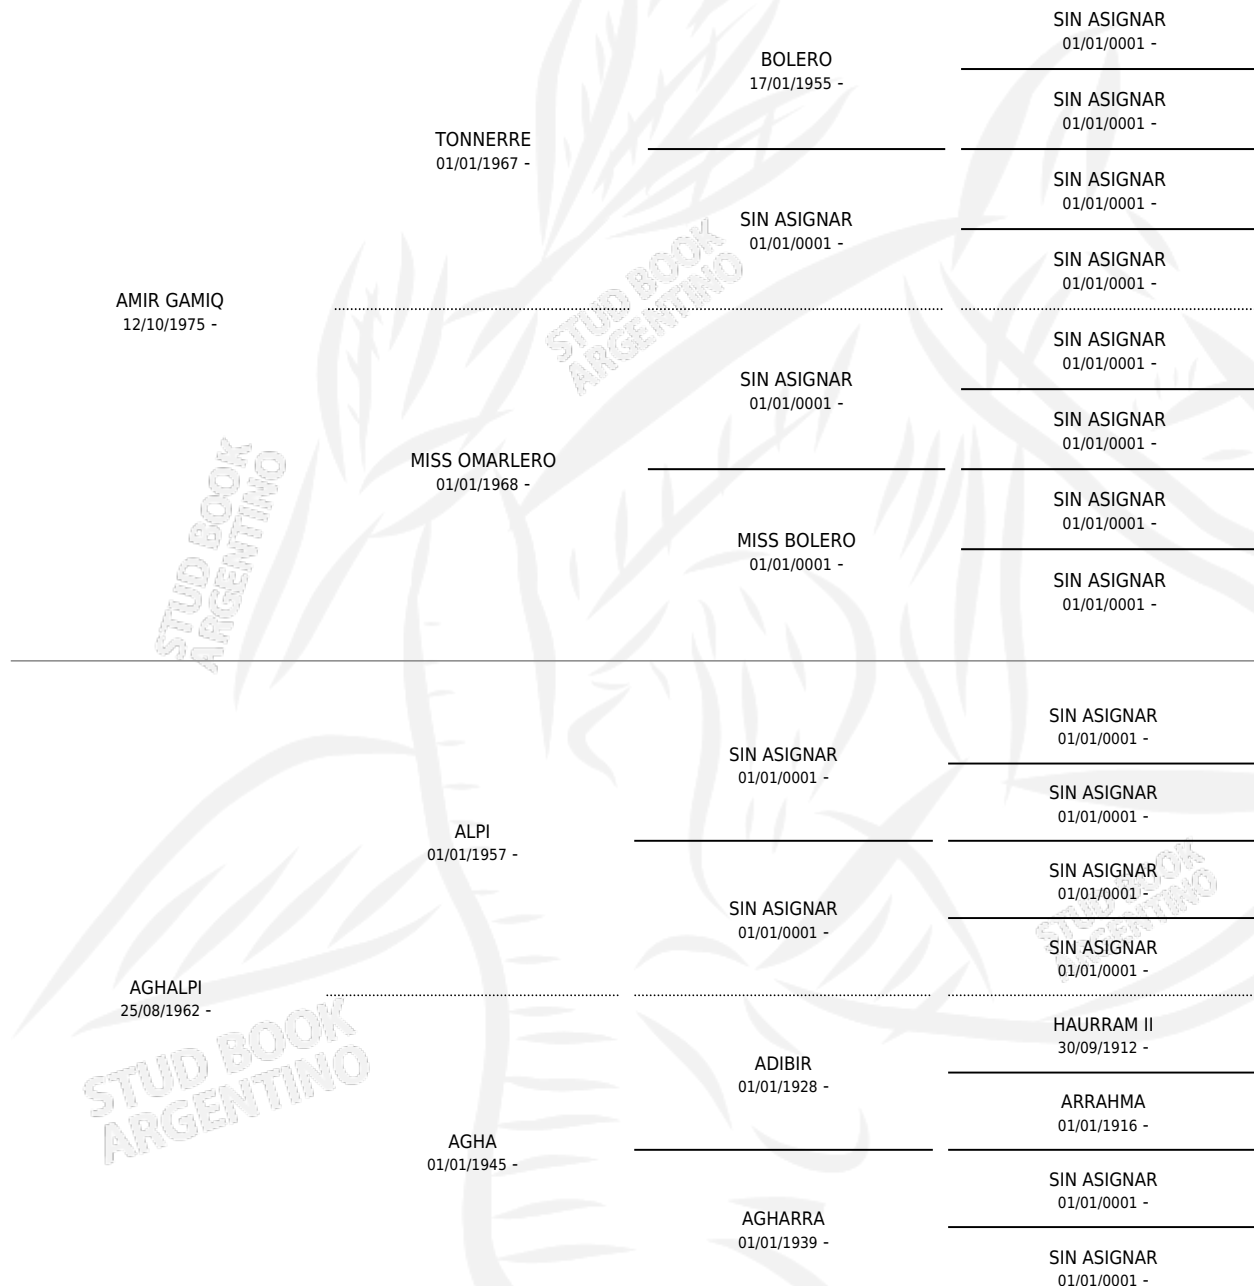 SIN ASIGNAR
01/01/0001 -
BOLERO
17/01/1955 -
SIN ASIGNAR
01/01/0001 -
TONNERRE
01/01/1967 -
SIN ASIGNAR
01/01/0001 -
SIN ASIGNAR
01/01/0001 -
SIN ASIGNAR
01/01/0001 -
AMIR GAMIQ
12/10/1975 -
SIN ASIGNAR
01/01/0001 -
SIN ASIGNAR
01/01/0001 -
SIN ASIGNAR
01/01/0001 -
MISS OMARLERO
01/01/1968 -
SIN ASIGNAR
01/01/0001 -
MISS BOLERO
01/01/0001 -
SIN ASIGNAR
01/01/0001 -
SIN ASIGNAR
01/01/0001 -
SIN ASIGNAR
01/01/0001 -
SIN ASIGNAR
01/01/0001 -
ALPI
01/01/1957 -
SIN ASIGNAR
01/01/0001 -
SIN ASIGNAR
01/01/0001 -
SIN ASIGNAR
01/01/0001 -
AGHALPI
25/08/1962 -
HAURRAM II
30/09/1912 -
ADIBIR
01/01/1928 -
ARRAHMA
01/01/1916 -
AGHA
01/01/1945 -
SIN ASIGNAR
01/01/0001 -
AGHARRA
01/01/1939 -
SIN ASIGNAR
01/01/0001 -
STUD BOOK
ARGENTINO
STUD BOOK
ARGENTINO
STUD BOOK
ARGENTINO
STUD BOOK
ARGENTINO